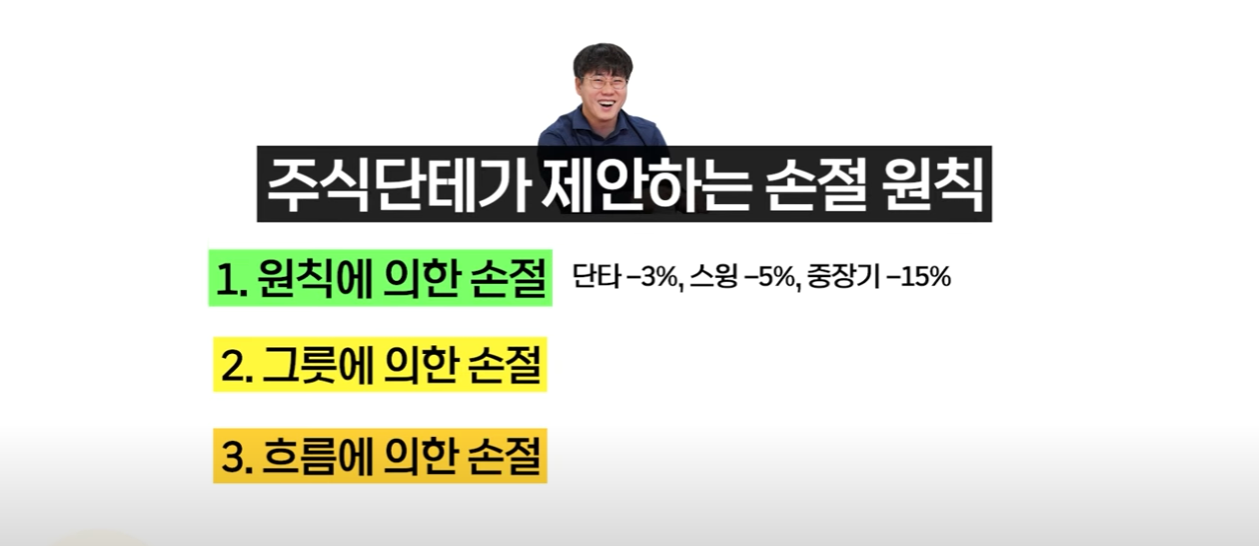 주식단테가 제안하는 손절 원칙
1. 원칙에 의한 손절 단타 –3%, 스윙 –5%, 중장기 –15%
2. 그릇에 의한 손절
3. 흐름에 의한 손절